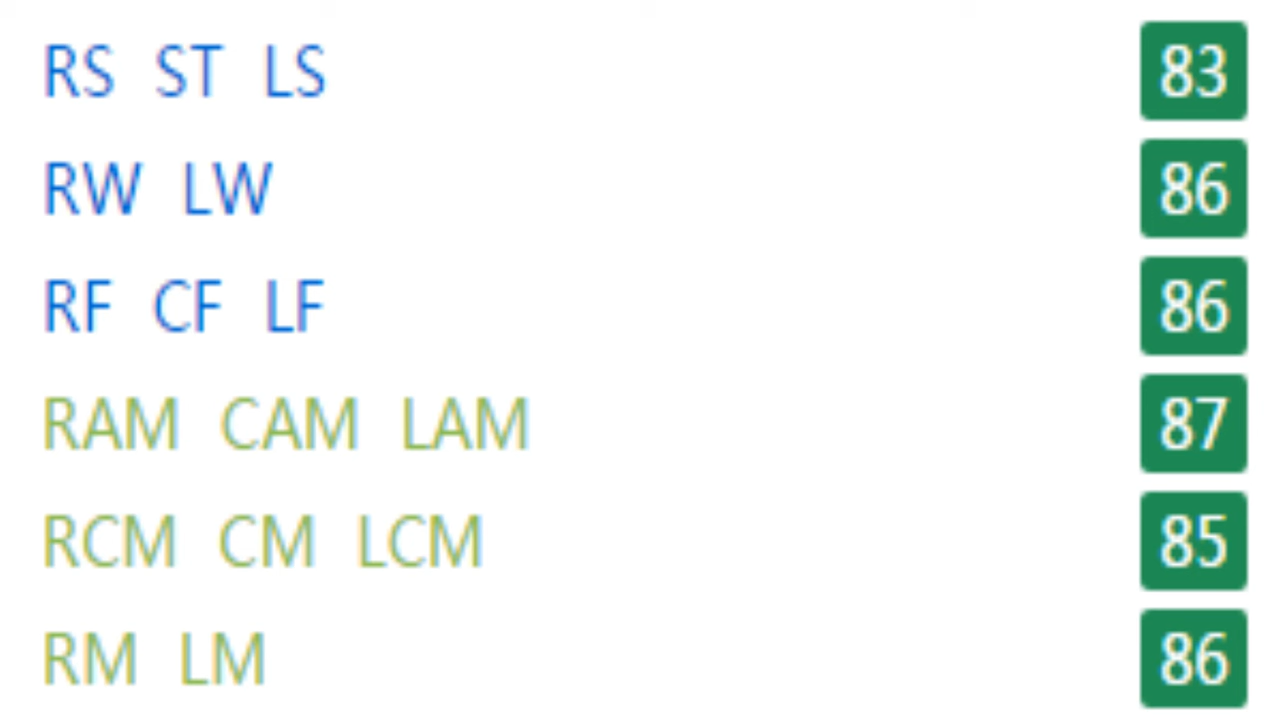 RS ST LS 83
RW LW 86
RF CF LF 86
RAM CAM LAM 87
RCM CM LCM 85
RM LM 86